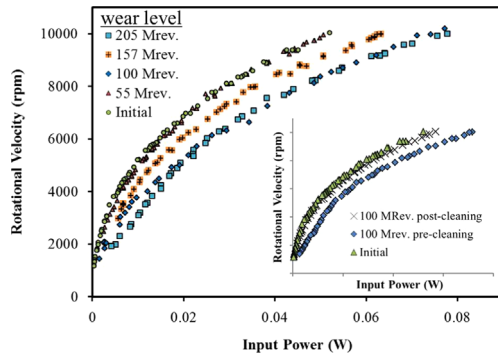 wear level
205 Mrev.
157 Mrev.
100 Mrev.
55 Mrev.
Initial
Rotational Velocity (rpm)
10000
8000
6000
4000
2000
0
0
0.02
0.04
0.06
0.08
Input Power (W)
Rotational Velocity (rpm)
100 MRev. post-cleaning
100 Mrev. pre-cleaning
Initial
Input Power (W)